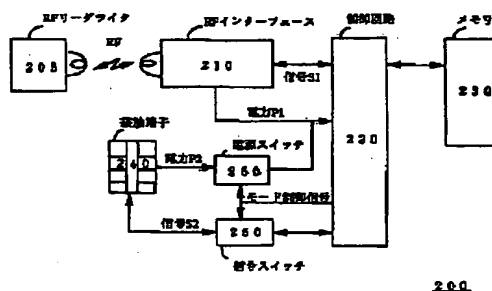 RFリーダライタ
RFインターフェース
制御回路
メモリ
205
RF
210
信号S1
220
230
電力P1
接触端子
240
電力P2
電源スイッチ
モード制御信号
信号S2
信号スイッチ
200